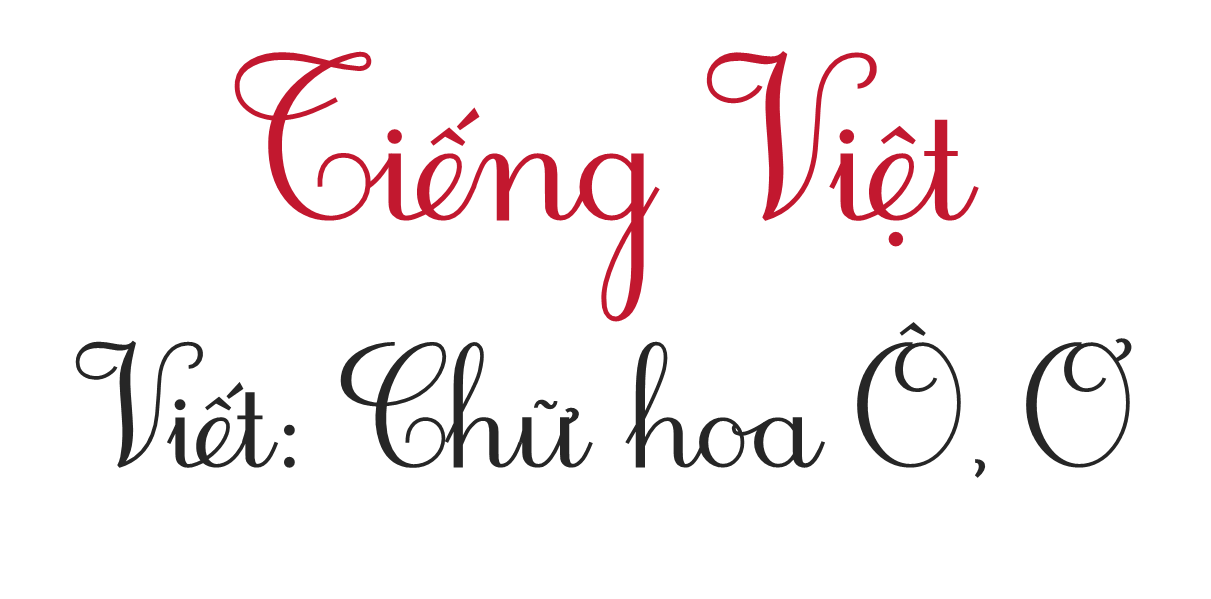 Tiếng Việt
Viết: Chữ hoa Ô, Ơ